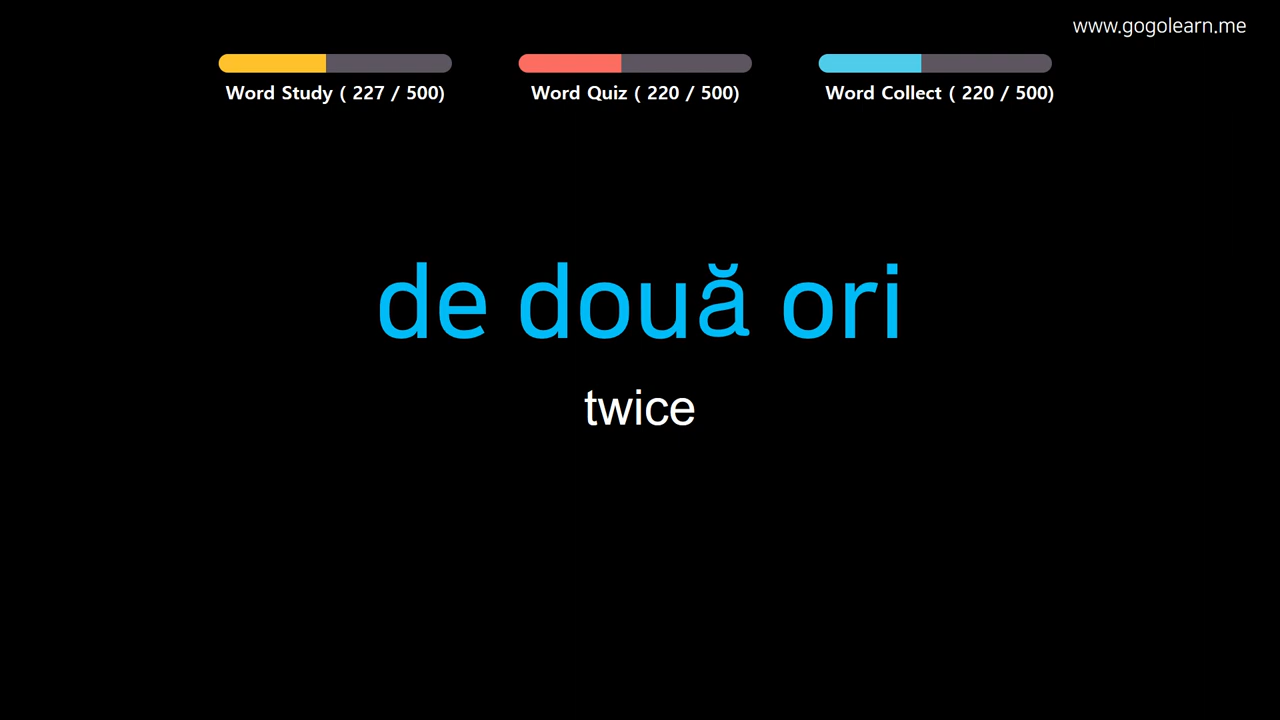 www.gogolearn.me
Word Study ( 227 / 500)
Word Quiz ( 220 / 500)
Word Collect ( 220 / 500)
de două ori
twice